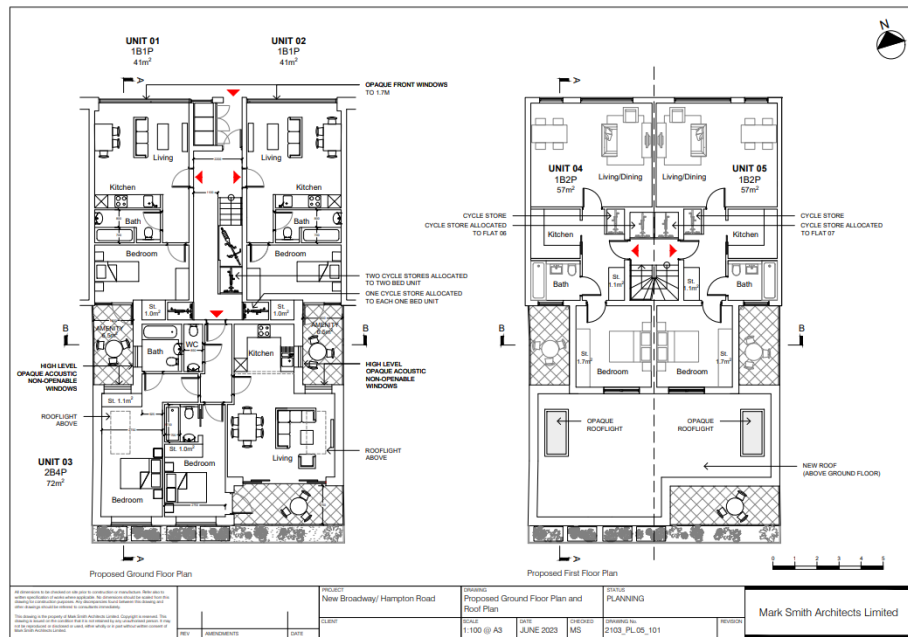 N
UNIT 01
1B1P
41m²
UNIT 02
1B1P
41m²
A
OPAQUE FRONT WINDOWS
TO 1.7M
Living
Living
Kitchen
Kitchen
Bath
Bath
Bedroom
Bedroom
TWO CYCLE STORES ALLOCATED
TO TWO BED UNIT
ONE CYCLE STORE ALLOCATED
TO EACH ONE BED UNIT
St.
1.0m²
St.
1.0m²
B
B
AMENITY
AMENITY
Bath
WC
Kitchen
HIGH LEVEL
OPAQUE ACOUSTIC
NON-OPENABLE
WINDOWS
HIGH LEVEL
OPAQUE ACOUSTIC
NON-OPENABLE
WINDOWS
St. 1.1m²
ROOFLIGHT
ABOVE
St. 1.0m²
Bedroom
Living
ROOFLIGHT
ABOVE
UNIT 03
2B4P
72m²
Bedroom
A
Proposed Ground Floor Plan
A
UNIT 04
1B2P
57m²
UNIT 05
1B2P
57m²
Living/Dining
Living/Dining
CYCLE STORE
CYCLE STORE ALLOCATED
TO FLAT 06
CYCLE STORE
CYCLE STORE ALLOCATED
TO FLAT 07
Kitchen
Kitchen
Bath
Bath
St.
1.1m²
St.
1.1m²
B
B
St.
1.7m²
St.
1.7m²
Bedroom
Bedroom
OPAQUE
ROOFLIGHT
OPAQUE
ROOFLIGHT
NEW ROOF
(ABOVE GROUND FLOOR)
A
Proposed First Floor Plan
0 1 2 3 4 5
REV AMENDMENTS DATE
PROJECT
New Broadway/ Hampton Road
CLIENT
DRAWING
Proposed Ground Floor Plan and
Roof Plan
STATUS
PLANNING
SCALE
1:100 @ A3
DATE
JUNE 2023
CHECKED
MS
DRAWING No.
2103_PL.05_101
REVISION
Mark Smith Architects Limited